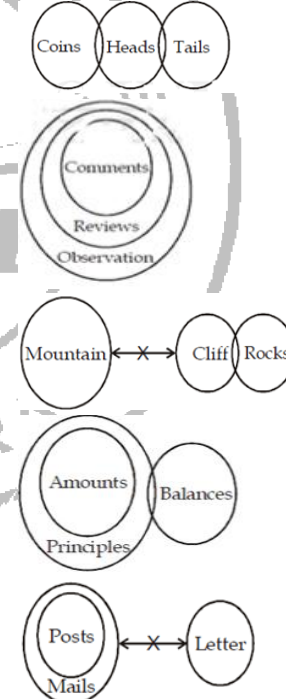 Coins Heads Tails
Comments
Reviews
Observation
Mountain X Cliff Rocks
Amounts
Balances
Principles
Posts
X Letter
Mails